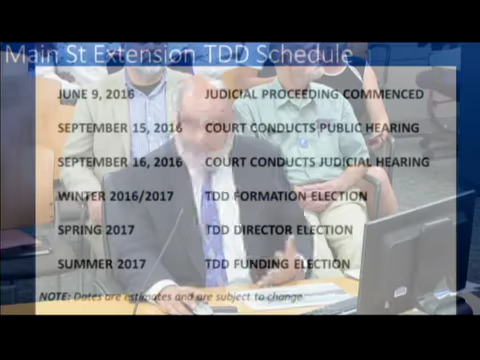 Main St Extension TDD Schedule
JUNE 9, 2016 JUDICIAL PROCEEDING COMMENCED
SEPTEMBER 15, 2016 COURT CONDUCTS PUBLIC HEARING
SEPTEMBER 16, 2016 COURT CONDUCTS JUDICIAL HEARING
WINTER 2016/2017 TDD FORMATION ELECTION
SPRING 2017 TDD DIRECTOR ELECTION
SUMMER 2017 TDD FUNDING ELECTION
NOTE: Dates are estimates and are subject to change